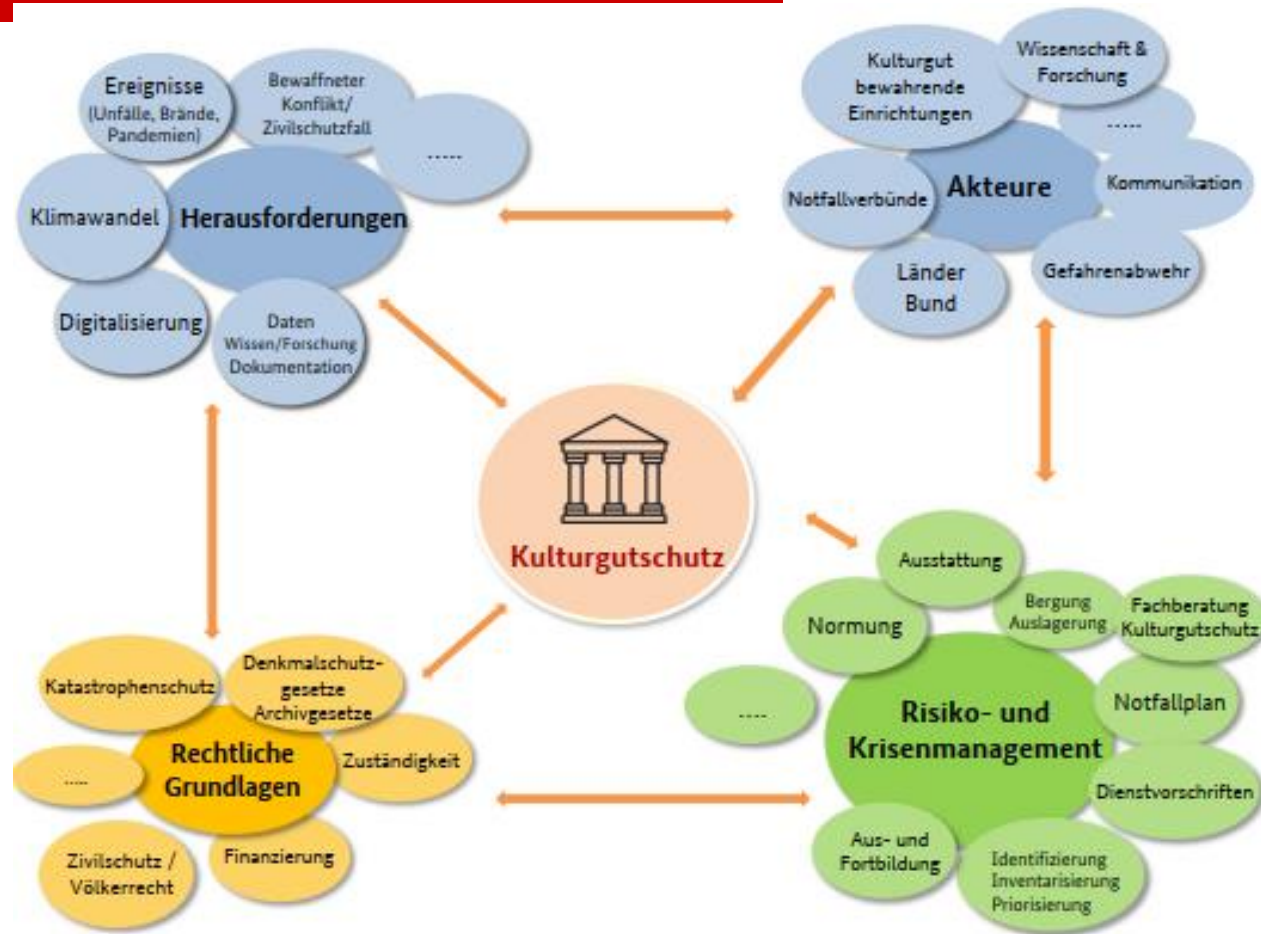 Ereignisse
(Unfälle, Brände,
Pandemien)
Bewaffneter
Konflikt/
Zivilschutzfall
.....
Klimawandel
Herausforderungen
Digitalisierung
Daten
Wissen/Forschung
Dokumentation
Kulturgut
bewahrende
Einrichtungen
Wissenschaft &
Forschung
.....
Notfallverbünde
Akteure
Kommunikation
Länder
Bund
Gefahrenabwehr
Kulturgutschutz
Katastrophenschutz
Denkmalschutz-
gesetze
Archivgesetze
.....
Rechtliche
Grundlagen
Zuständigkeit
Zivilschutz /
Völkerrecht
Finanzierung
Ausstattung
Normung
Bergung
Auslagerung
Fachberatung
Kulturgutschutz
....
Risiko- und
Krisenmanagement
Notfallplan
Dienstvorschriften
Aus- und
Fortbildung
Identifizierung
Inventarisierung
Priorisierung